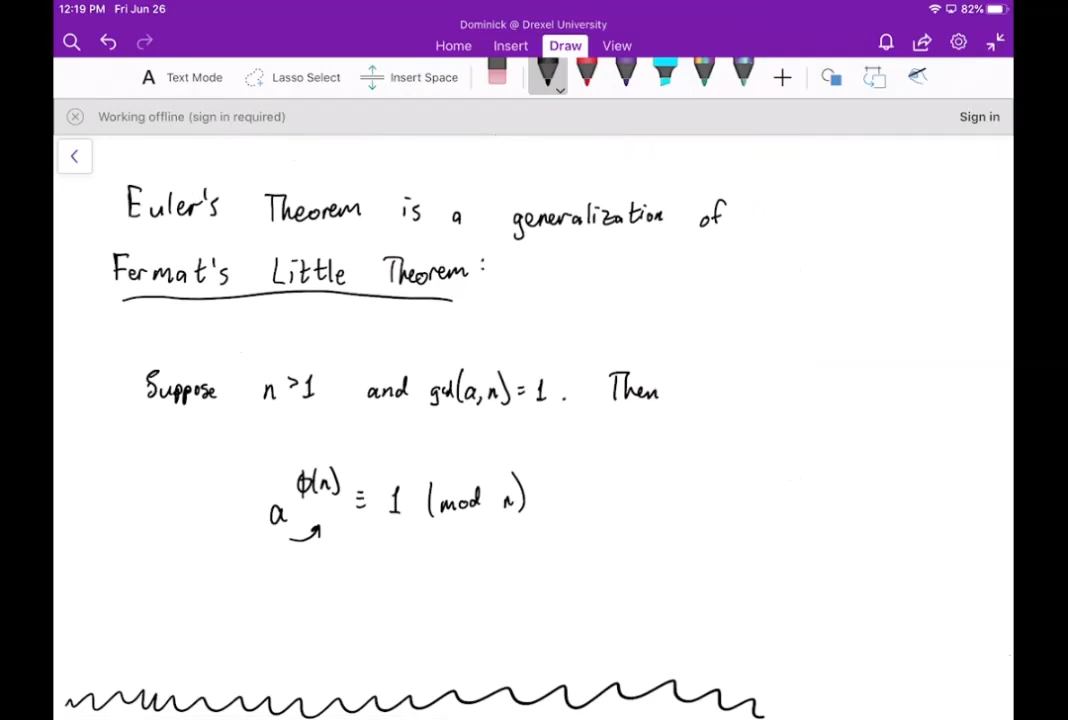 12:19 PM Fri Jun 26
82%
Dominick @ Drexel University
Home Insert Draw View
Text Mode Lasso Select Insert Space
Working offline (sign in required) Sign in
Euler's Theorem is a generalization of
Fermat's Little Theorem:
Suppose n > 1 and gcd(a, n) = 1. Then
a^ϕ(n) ≡ 1 (mod n)